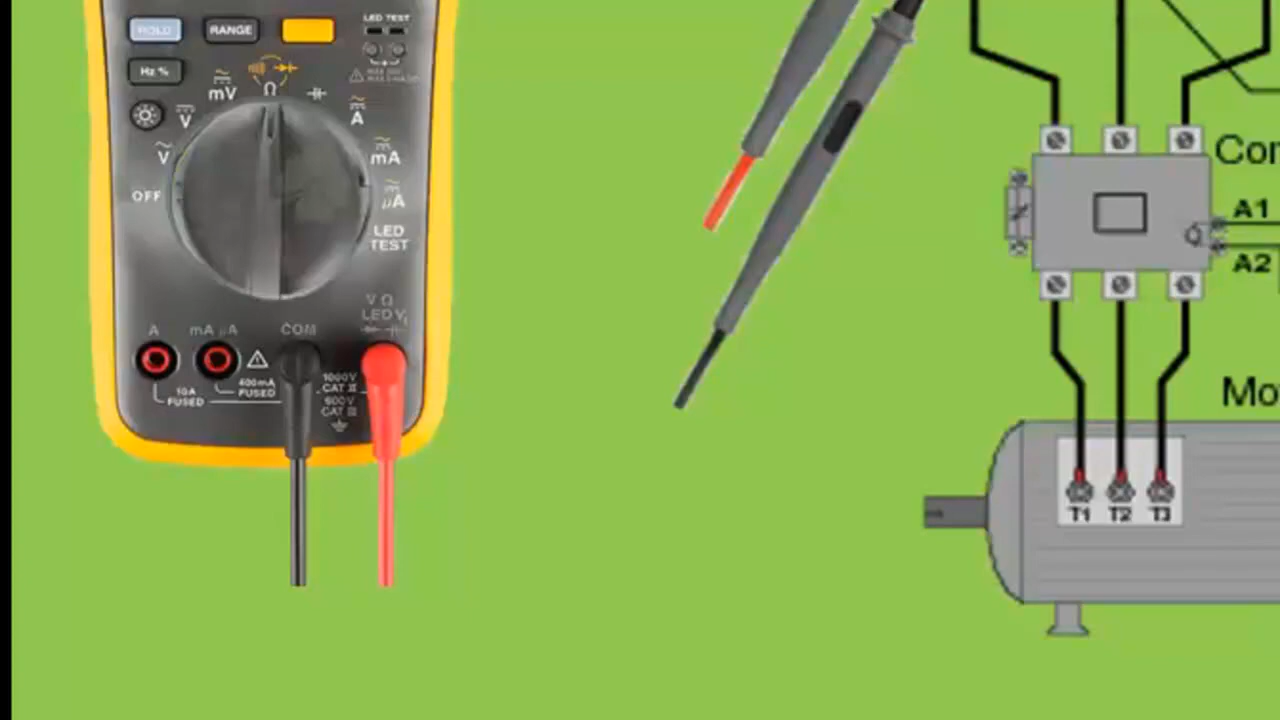 HOLD
RANGE
LED TEST
Hz %
mV
Ω
V
A
V
mA
OFF
µA
LED
TEST
V Ω
LED V
A
mA µA
COM
10A
FUSED
400mA
FUSED
1000V
CAT II
600V
CAT III
Con
A1
A2
Mo
T1
T2
T3